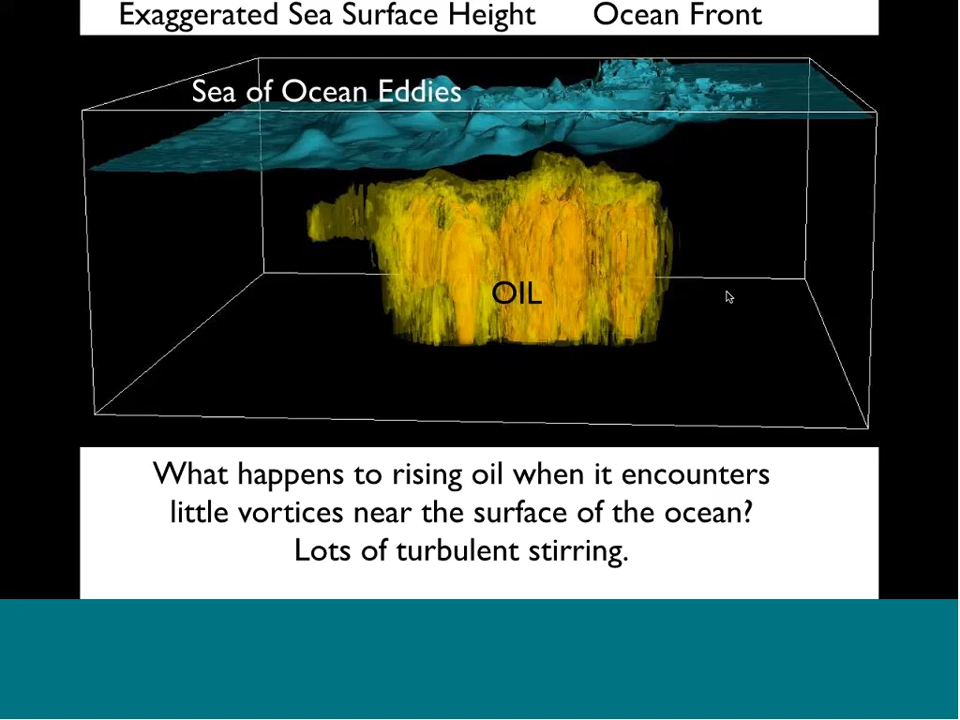 Exaggerated Sea Surface Height Ocean Front
Sea of Ocean Eddies
OIL
What happens to rising oil when it encounters
little vortices near the surface of the ocean?
Lots of turbulent stirring.